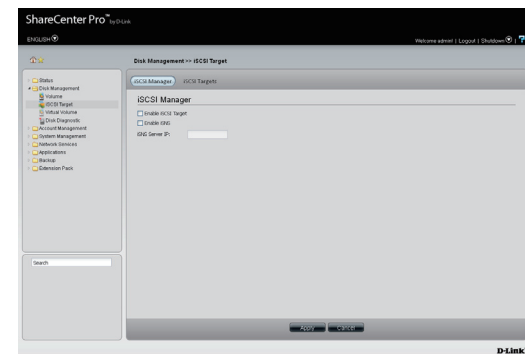 ShareCenter Pro™ by D-Link
ENGLISH
Welcome admin! | Logout | Shutdown | ?
Disk Management >> iSCSI Target
Status
Disk Management
Volume
iSCSI Target
Virtual Volume
Disk Diagnostic
Account Management
System Management
Network Services
Applications
Backup
Extension Pack
Search
iSCSI Manager iSCSI Targets
iSCSI Manager
Enable iSCSI Target
Enable iSNS
iSNS Server IP:
Apply Cancel
D-Link